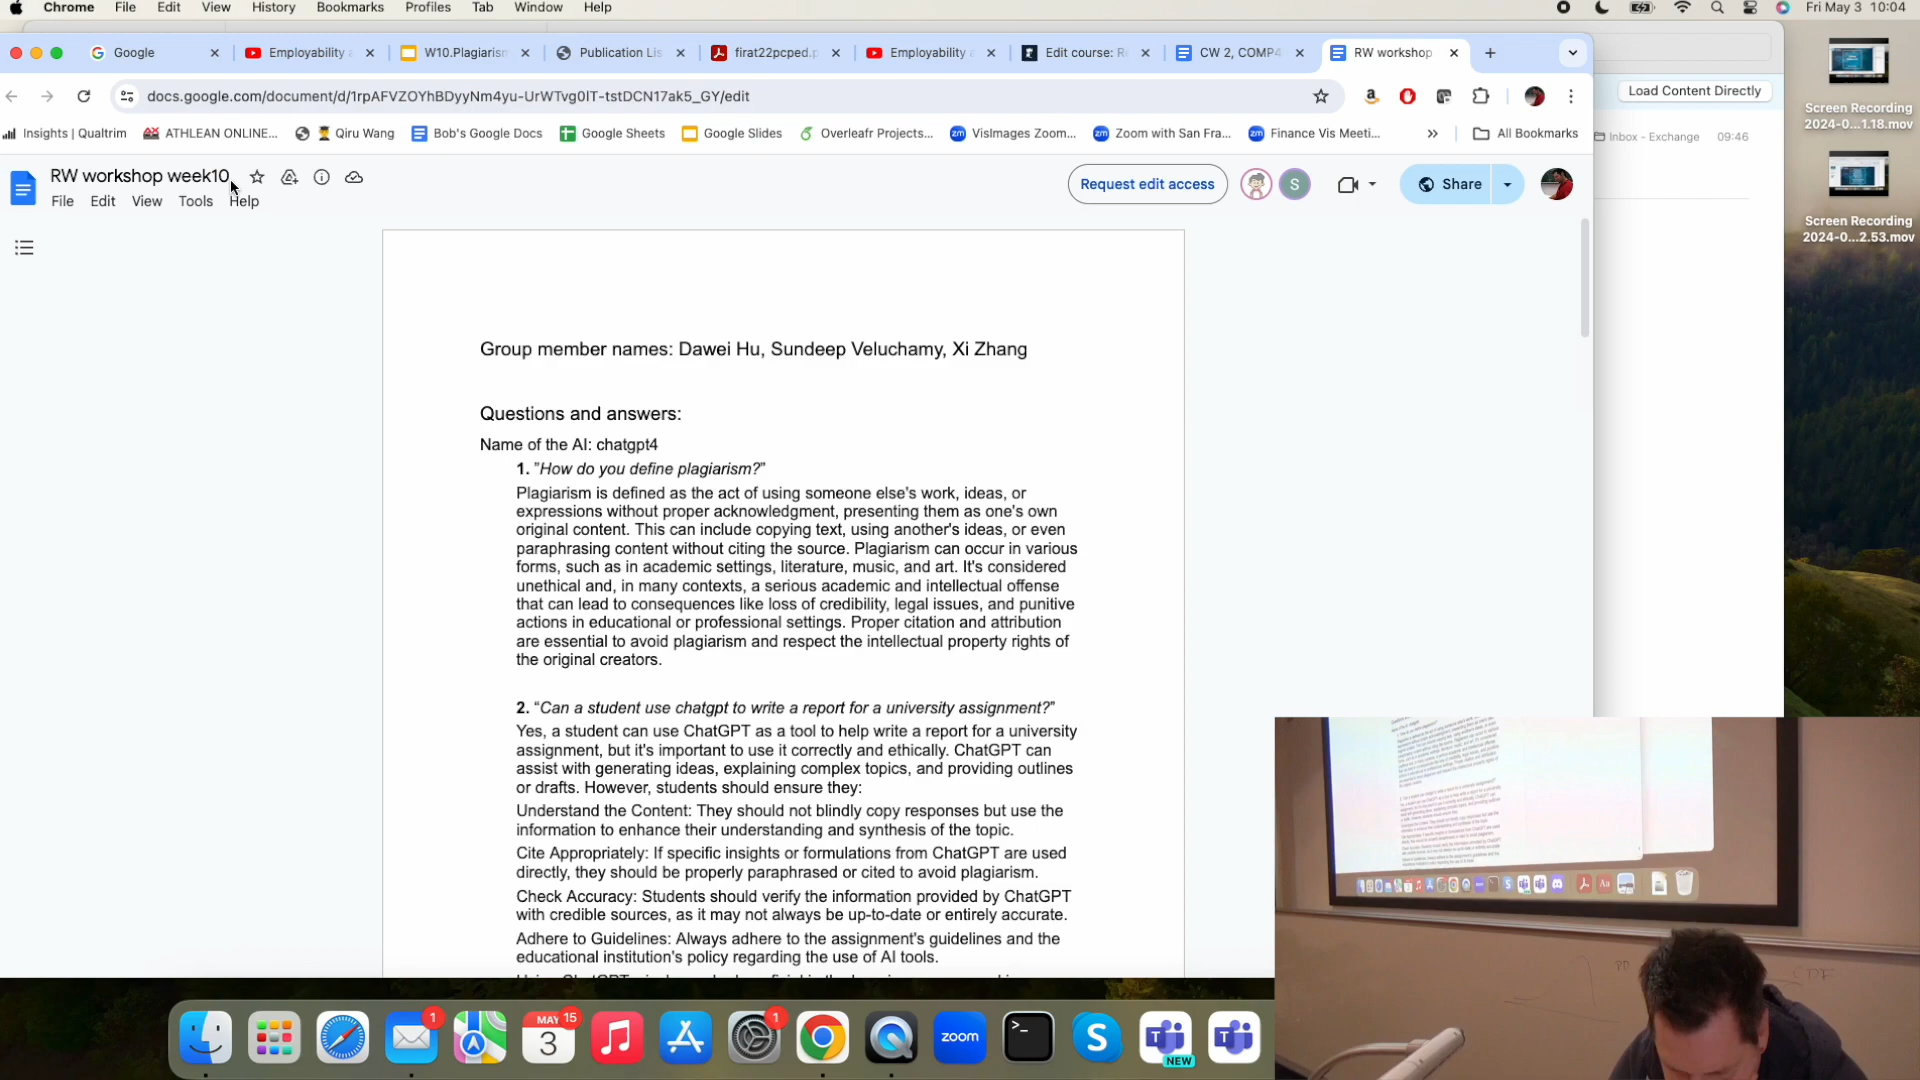 Chrome File Edit View History Bookmarks Profiles Tab Window Help Fri May 3 10:04
Google Employability a W10.Plagiarism Publication Lis firat22pcped.p Employability a Edit course: Re CW 2, COMP4 RW workshop
docs.google.com/document/d/1rpAFVZOYhBDyyNm4yu-UrWTvg0IT-tstDCN17ak5_GY/edit
Load Content Directly
Insights | Qualtrim ATHLEAN ONLINE... Qiru Wang Bob's Google Docs Google Sheets Google Slides Overleafr Projects... VisImages Zoom... Zoom with San Fra... Finance Vis Meeti... » All Bookmarks
Inbox - Exchange 09:46
Screen Recording
2024-0...1.18.mov
Screen Recording
2024-0...2.53.mov
RW workshop week10
File Edit View Tools Help
Request edit access S Share
Group member names: Dawei Hu, Sundeep Veluchamy, Xi Zhang
Questions and answers:
Name of the AI: chatgpt4
1. "How do you define plagiarism?"
Plagiarism is defined as the act of using someone else's work, ideas, or
expressions without proper acknowledgment, presenting them as one's own
original content. This can include copying text, using another's ideas, or even
paraphrasing content without citing the source. Plagiarism can occur in various
forms, such as in academic settings, literature, music, and art. It's considered
unethical and, in many contexts, a serious academic and intellectual offense
that can lead to consequences like loss of credibility, legal issues, and punitive
actions in educational or professional settings. Proper citation and attribution
are essential to avoid plagiarism and respect the intellectual property rights of
the original creators.
2. "Can a student use chatgpt to write a report for a university assignment?"
Yes, a student can use ChatGPT as a tool to help write a report for a university
assignment, but it's important to use it correctly and ethically. ChatGPT can
assist with generating ideas, explaining complex topics, and providing outlines
or drafts. However, students should ensure they:
Understand the Content: They should not blindly copy responses but use the
information to enhance their understanding and synthesis of the topic.
Cite Appropriately: If specific insights or formulations from ChatGPT are used
directly, they should be properly paraphrased or cited to avoid plagiarism.
Check Accuracy: Students should verify the information provided by ChatGPT
with credible sources, as it may not always be up-to-date or entirely accurate.
Adhere to Guidelines: Always adhere to the assignment's guidelines and the
educational institution's policy regarding the use of AI tools.
1 MAY 15 3 1 zoom NEW